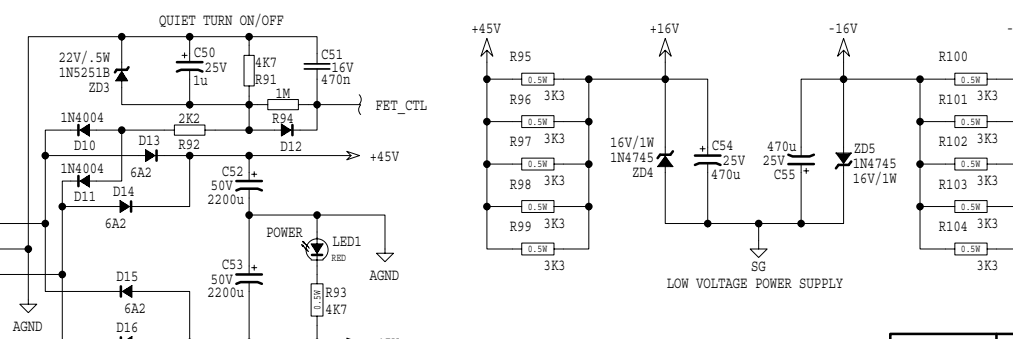 QUIET TURN ON/OFF
22V/.5W
1N5251B
ZD3
+
C50
25V
1u
4K7
R91
C51
16V
470n
1M
R94
FET_CTL
1N4004
D10
2K2
R92
D12
D13
6A2
+45V
1N4004
D11
D14
6A2
C52
+
50V
2200u
POWER
LED1
RED
AGND
C53
+
50V
2200u
0.5W
R93
4K7
D15
6A2
AGND
D16
+45V
+16V
-16V
R95
0.5W
3K3
R96
0.5W
3K3
R97
0.5W
3K3
R98
0.5W
3K3
R99
0.5W
3K3
16V/1W
1N4745
ZD4
+
C54
25V
470u
470u
25V
C55
+
ZD5
1N4745
16V/1W
SG
LOW VOLTAGE POWER SUPPLY
R100
0.5W
3K3
R101
0.5W
3K3
R102
0.5W
3K3
R103
0.5W
3K3
R104
0.5W
3K3